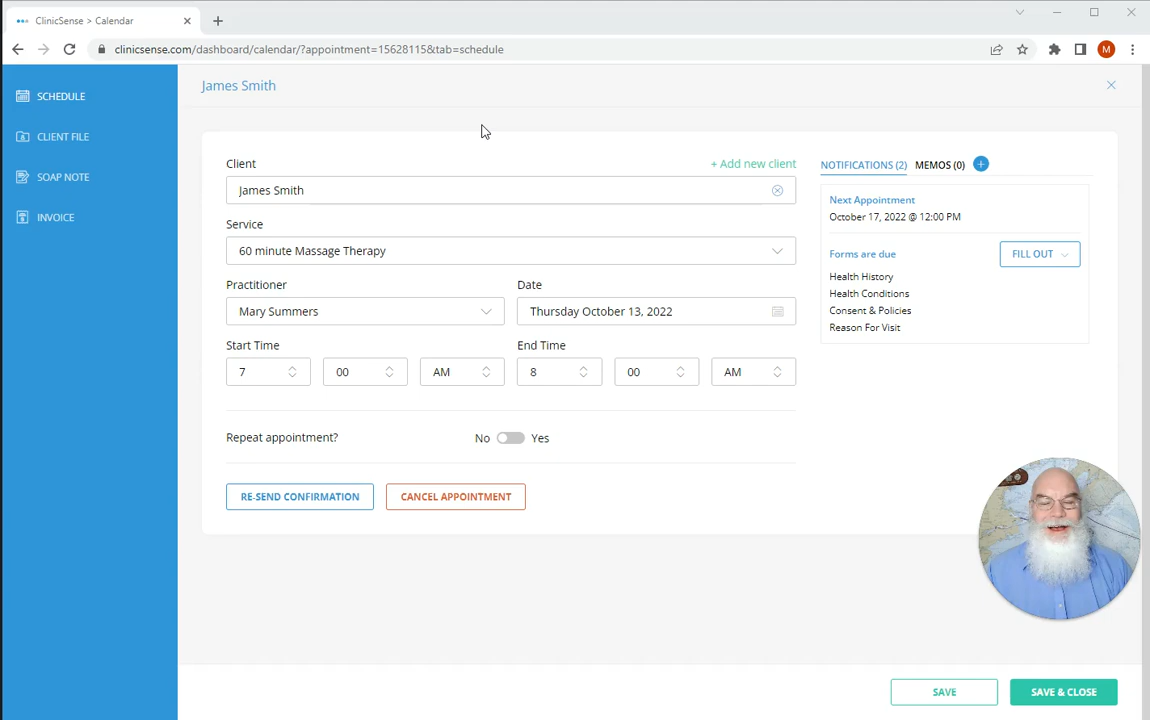 ClinicSense > Calendar
clinicsense.com/dashboard/calendar/?appointment=15628115&tab=schedule
M
SCHEDULE
CLIENT FILE
SOAP NOTE
INVOICE
James Smith
Client
+ Add new client
James Smith
Service
60 minute Massage Therapy
Practitioner
Date
Mary Summers
Thursday October 13, 2022
Start Time
End Time
7
00
AM
8
00
AM
Repeat appointment?
No
Yes
RE-SEND CONFIRMATION
CANCEL APPOINTMENT
NOTIFICATIONS (2)
MEMOS (0)
Next Appointment
October 17, 2022 @ 12:00 PM
Forms are due
FILL OUT
Health History
Health Conditions
Consent & Policies
Reason For Visit
SAVE
SAVE & CLOSE